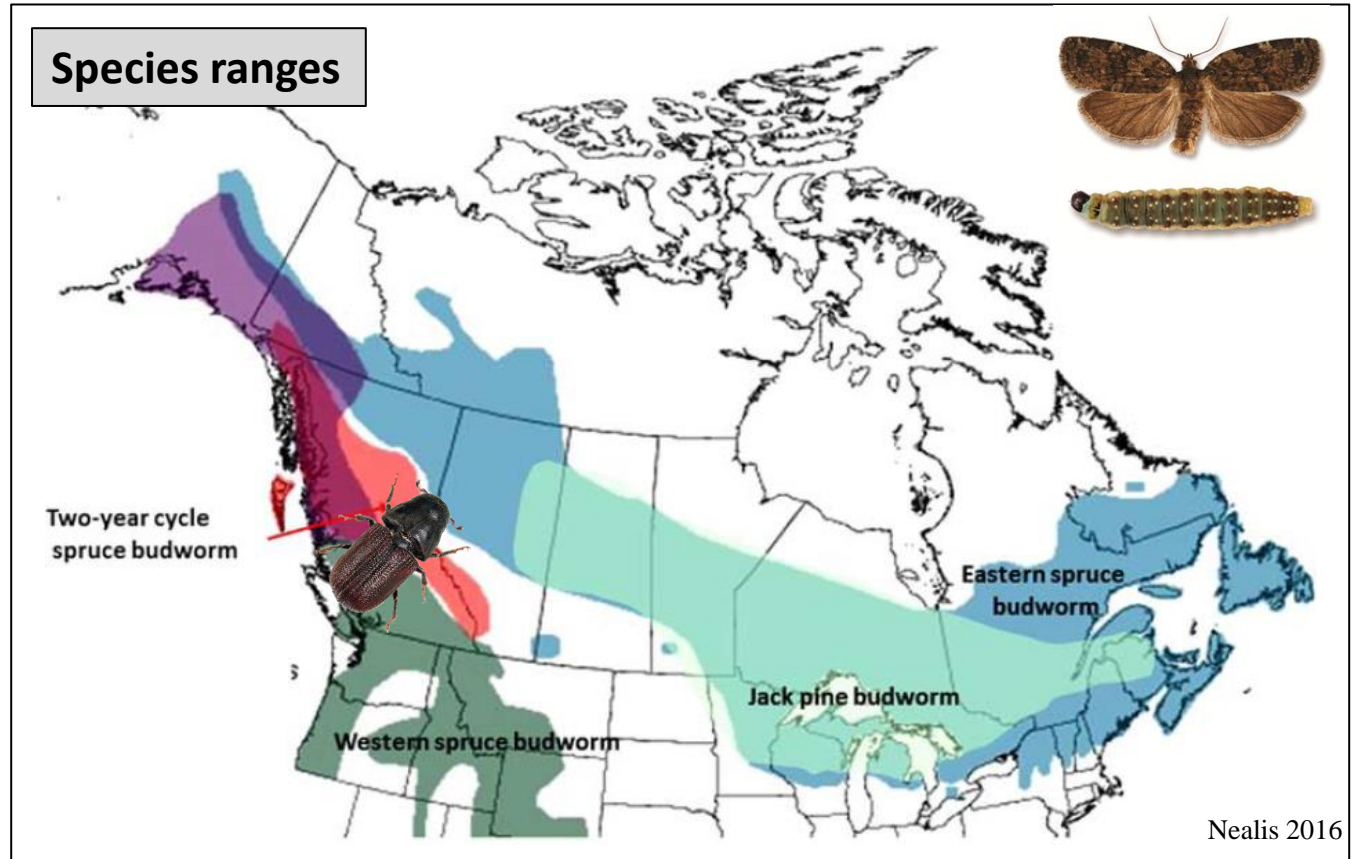 Species ranges
Two-year cycle
spruce budworm
Eastern spruce
budworm
Jack pine budworm
s
Western spruce budworm
Nealis 2016